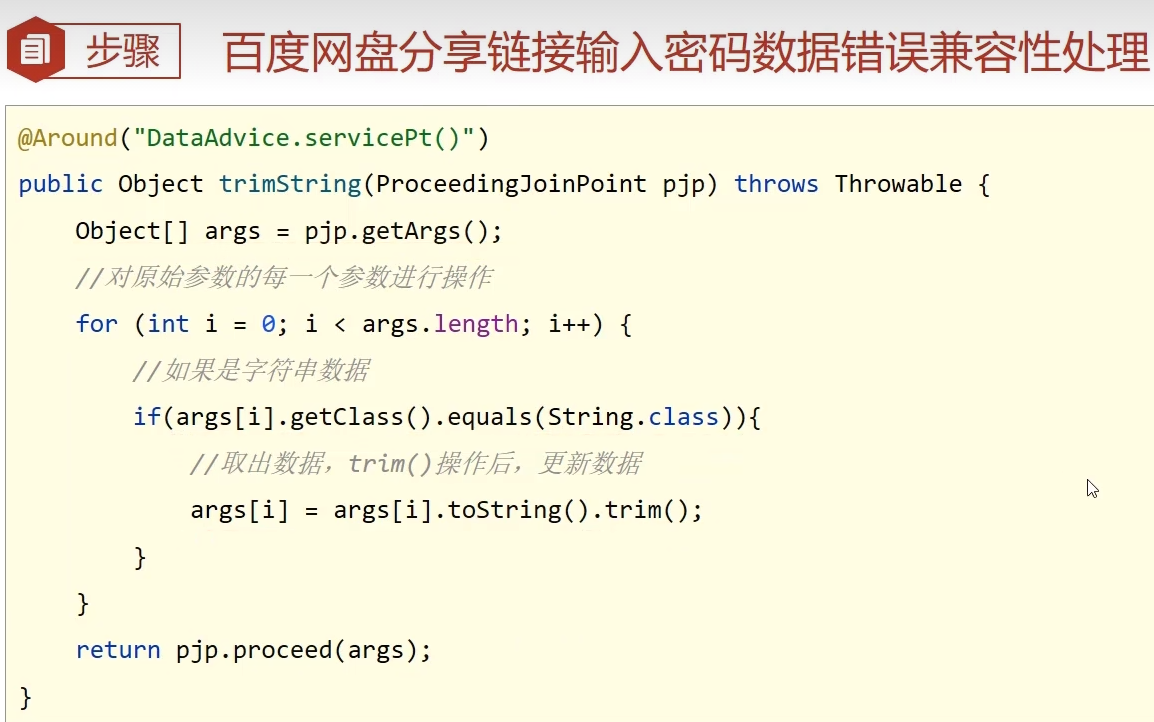 步骤 百度网盘分享链接输入密码数据错误兼容性处理
@Around("DataAdvice.servicePt()")
public Object trimString(ProceedingJoinPoint pjp) throws Throwable {
    Object[] args = pjp.getArgs();
    //对原始参数的每一个参数进行操作
    for (int i = 0; i < args.length; i++) {
        //如果是字符串数据
        if(args[i].getClass().equals(String.class)){
            //取出数据，trim()操作后，更新数据
            args[i] = args[i].toString().trim();
        }
    }
    return pjp.proceed(args);
}